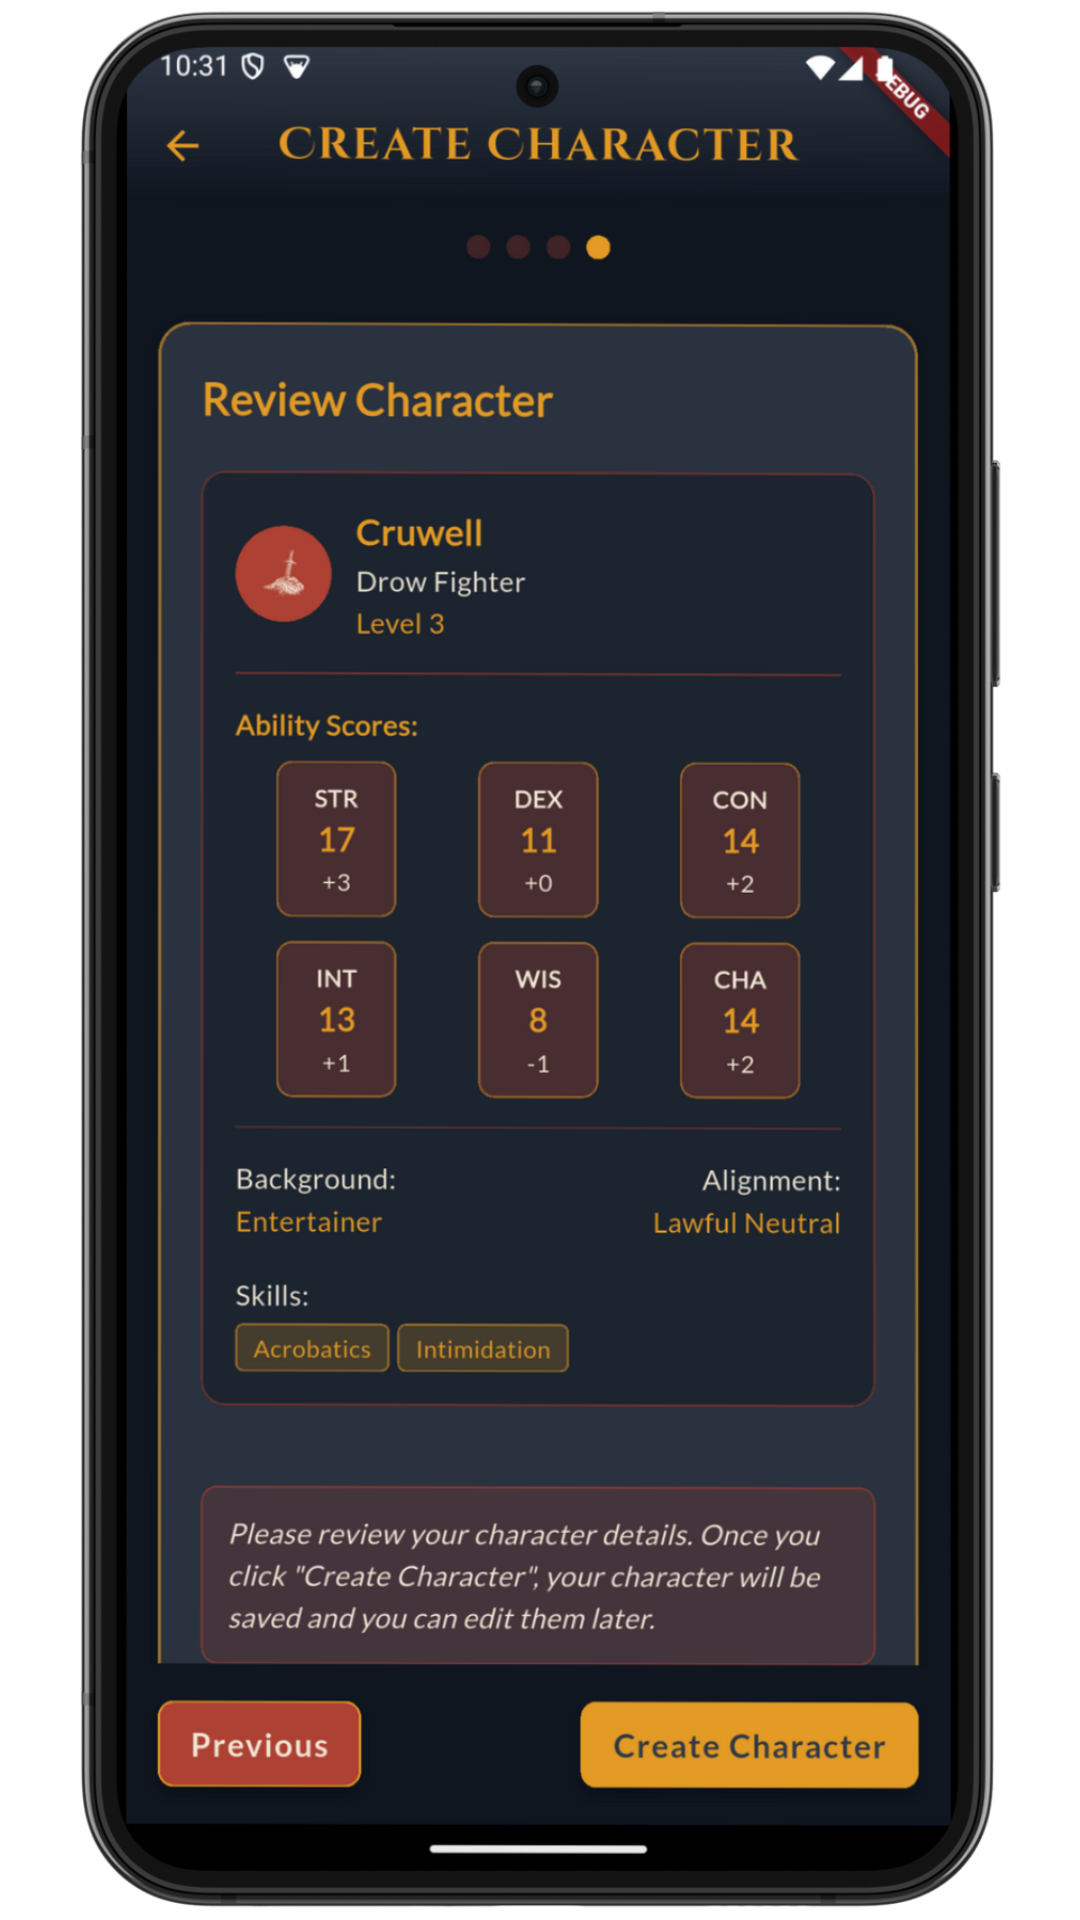 10:31
EBUG
CREATE CHARACTER
Review Character
Cruwell
Drow Fighter
Level 3
Ability Scores:
STR DEX CON
17 11 14
+3 +0 +2
INT WIS CHA
13 8 14
+1 -1 +2
Background: Alignment:
Entertainer Lawful Neutral
Skills:
Acrobatics Intimidation
Please review your character details. Once you
click "Create Character", your character will be
saved and you can edit them later.
Previous Create Character